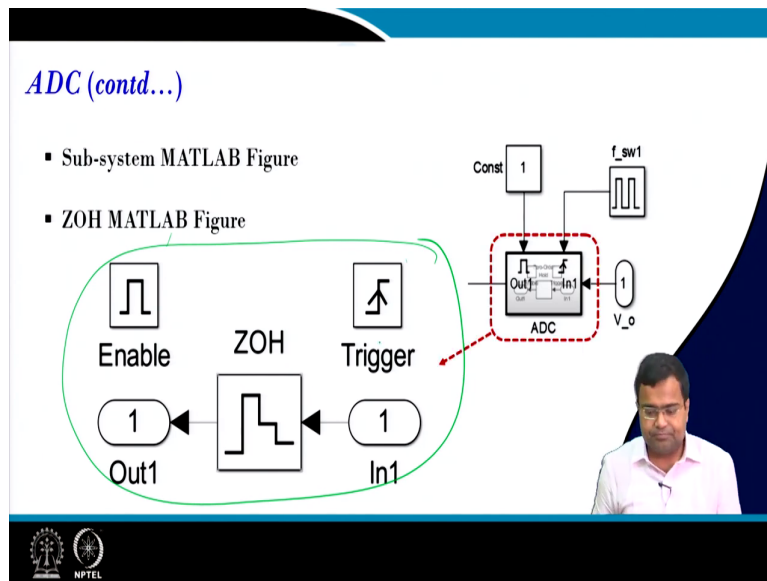 ADC (contd...)
▪ Sub-system MATLAB Figure
▪ ZOH MATLAB Figure
Const 1
f_sw1
Out1 In1
1
ADC
V_o
Enable
ZOH
Trigger
1
1
Out1
In1
NPTEL